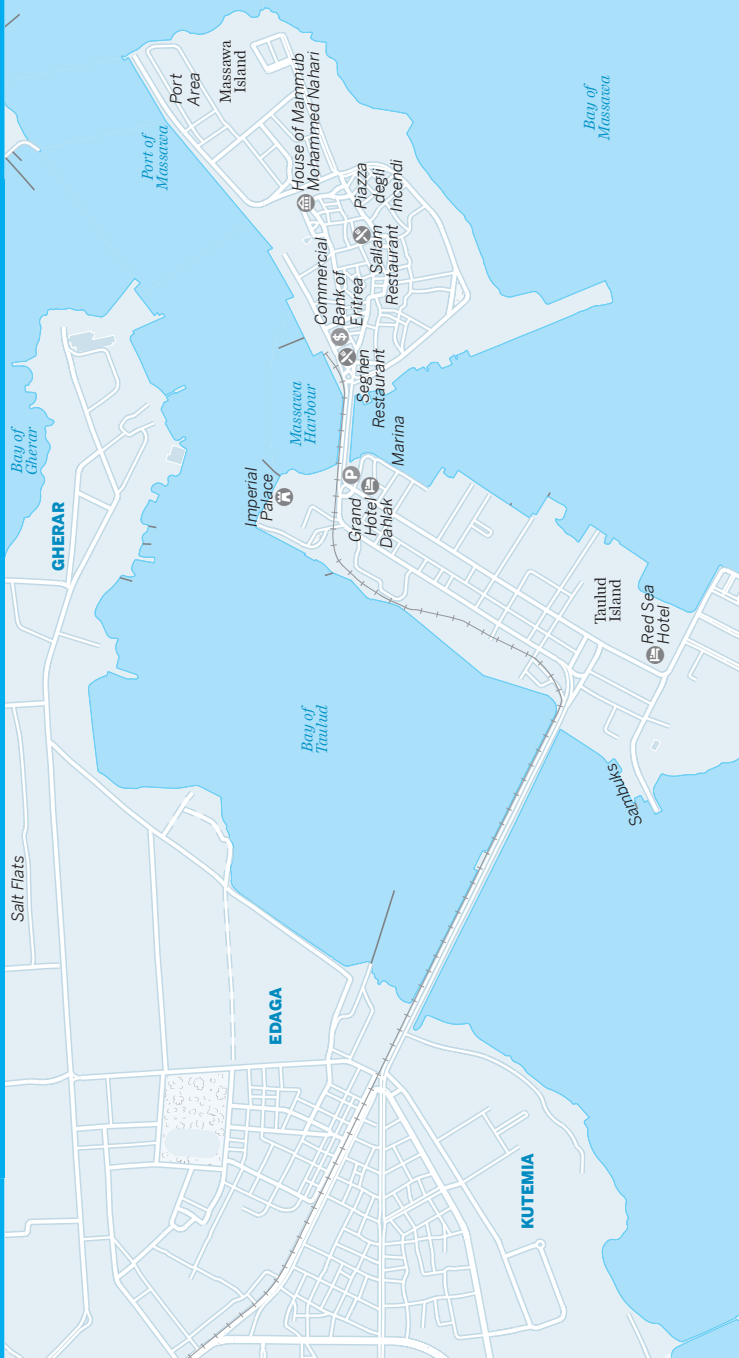 Salt Flats
Bay of
Gherar
GHERAR
Port of
Massawa
Port
Area
Massawa
Island
House of Mammub
Mohammed Nahari
Commercial
Bank of
Eritrea
Piazza
degli
Incendi
Sallam
Restaurant
Seghen
Restaurant
Massawa
Harbour
Imperial
Palace
P
Grand
Hotel
Dahlak
Marina
Bay of
Massawa
Bay of
Taulud
Taulud
Island
Red Sea
Hotel
Sambuks
EDAGA
KUTEMIA
$